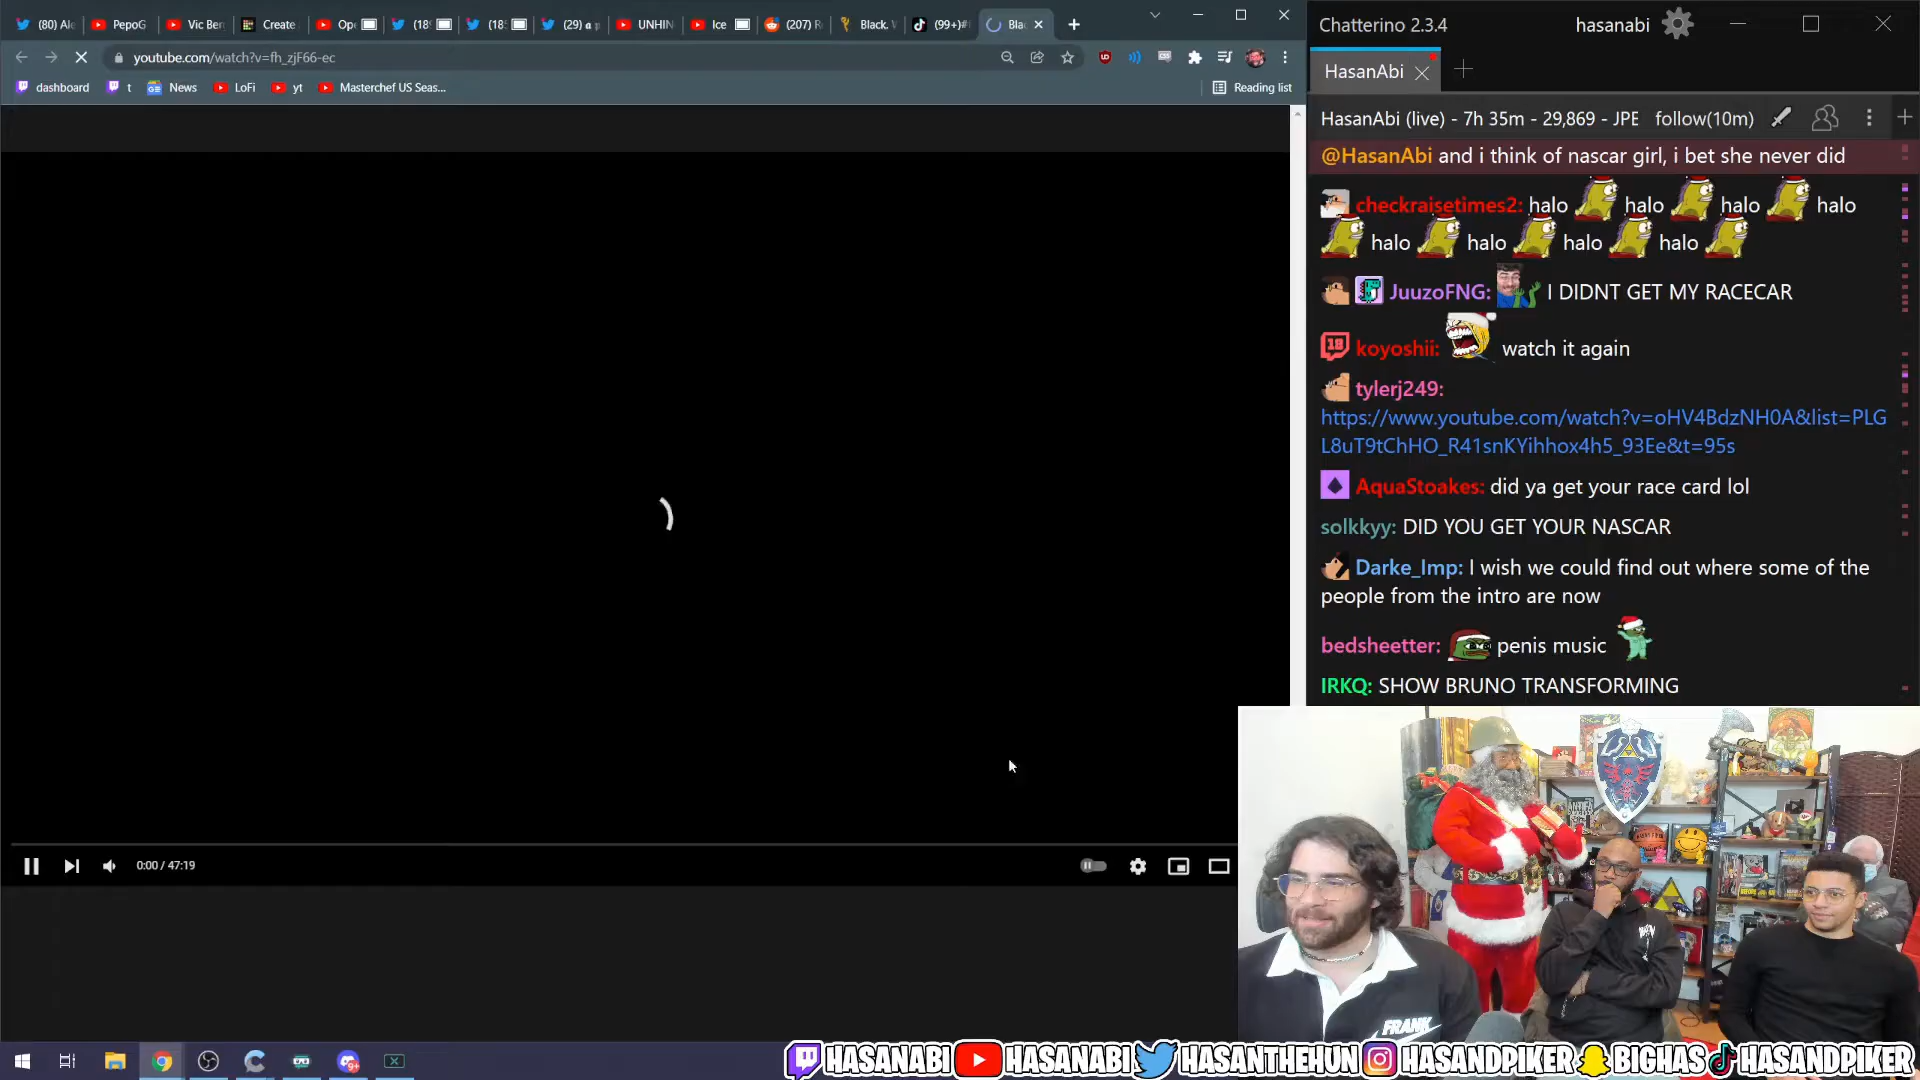 (80) Ale
PepoG
Vic Ber
Create
Ope
(18
(18
(29) a p
UNHIN
Ice
(207) R
Black. W
(99+)#
Bla
youtube.com/watch?v=fh_zjF66-ec
dashboard
t
News
LoFi
yt
Masterchef US Seas...
Reading list
0:00 / 47:19
Chatterino 2.3.4
hasanabi
HasanAbi
HasanAbi (live) - 7h 35m - 29,869 - JPE
follow(10m)
@HasanAbi and i think of nascar girl, i bet she never did
checkraisetimes2: halo halo halo halo
halo halo halo halo
JuuzoFNG: I DIDNT GET MY RACECAR
koyoshii: watch it again
tylerj249:
https://www.youtube.com/watch?v=oHV4BdzNH0A&list=PLG
L8uT9tChHO_R41snKYihhox4h5_93Ee&t=95s
AquaStoakes: did ya get your race card lol
solkkyy: DID YOU GET YOUR NASCAR
Darke_Imp: I wish we could find out where some of the
people from the intro are now
bedsheetter: penis music
IRKQ: SHOW BRUNO TRANSFORMING
FRANK
HASANABI HASANABI HASANTHEHUN HASANDPIKER BIGHAS HASANDPIKER